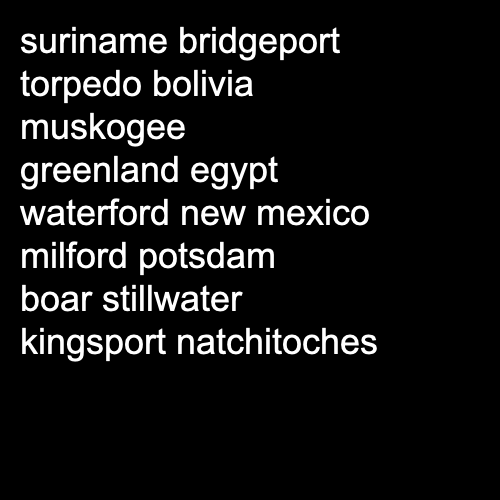 suriname bridgeport
torpedo bolivia
muskogee
greenland egypt
waterford new mexico
milford potsdam
boar stillwater
kingsport natchitoches